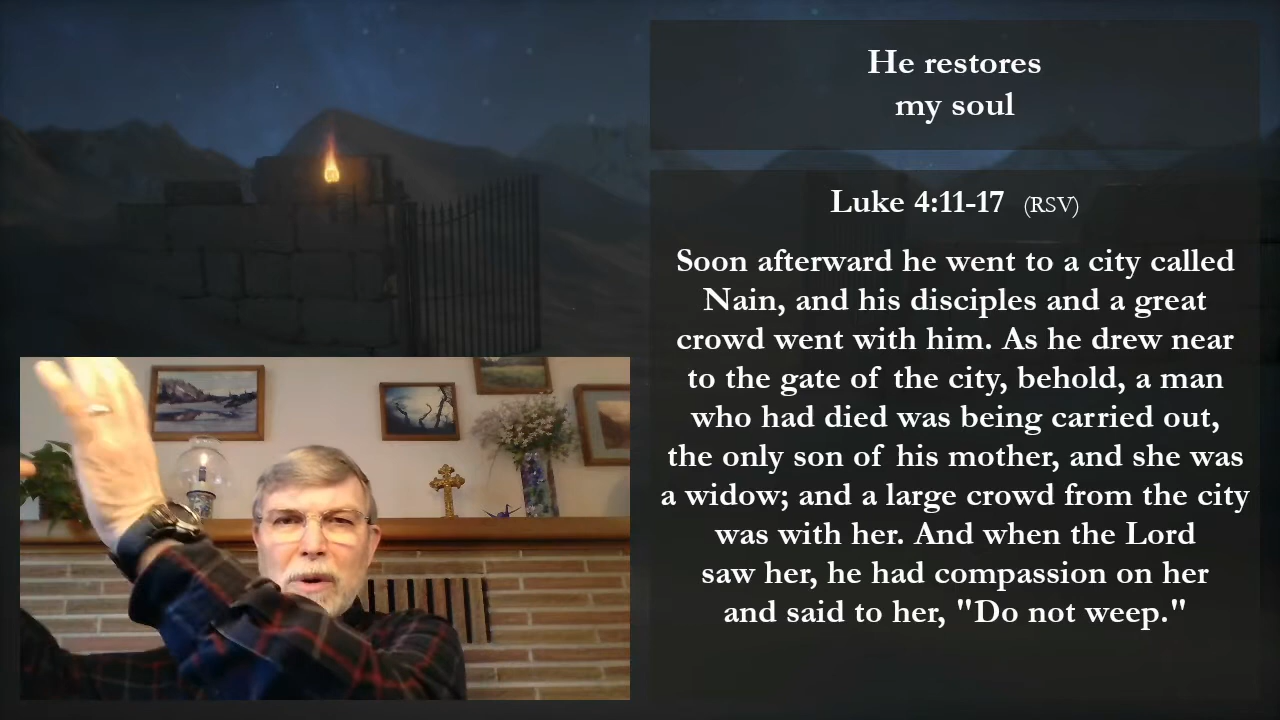 He restores
my soul
Luke 4:11-17 (RSV)
Soon afterward he went to a city called
Nain, and his disciples and a great
crowd went with him. As he drew near
to the gate of the city, behold, a man
who had died was being carried out,
the only son of his mother, and she was
a widow; and a large crowd from the city
was with her. And when the Lord
saw her, he had compassion on her
and said to her, "Do not weep."